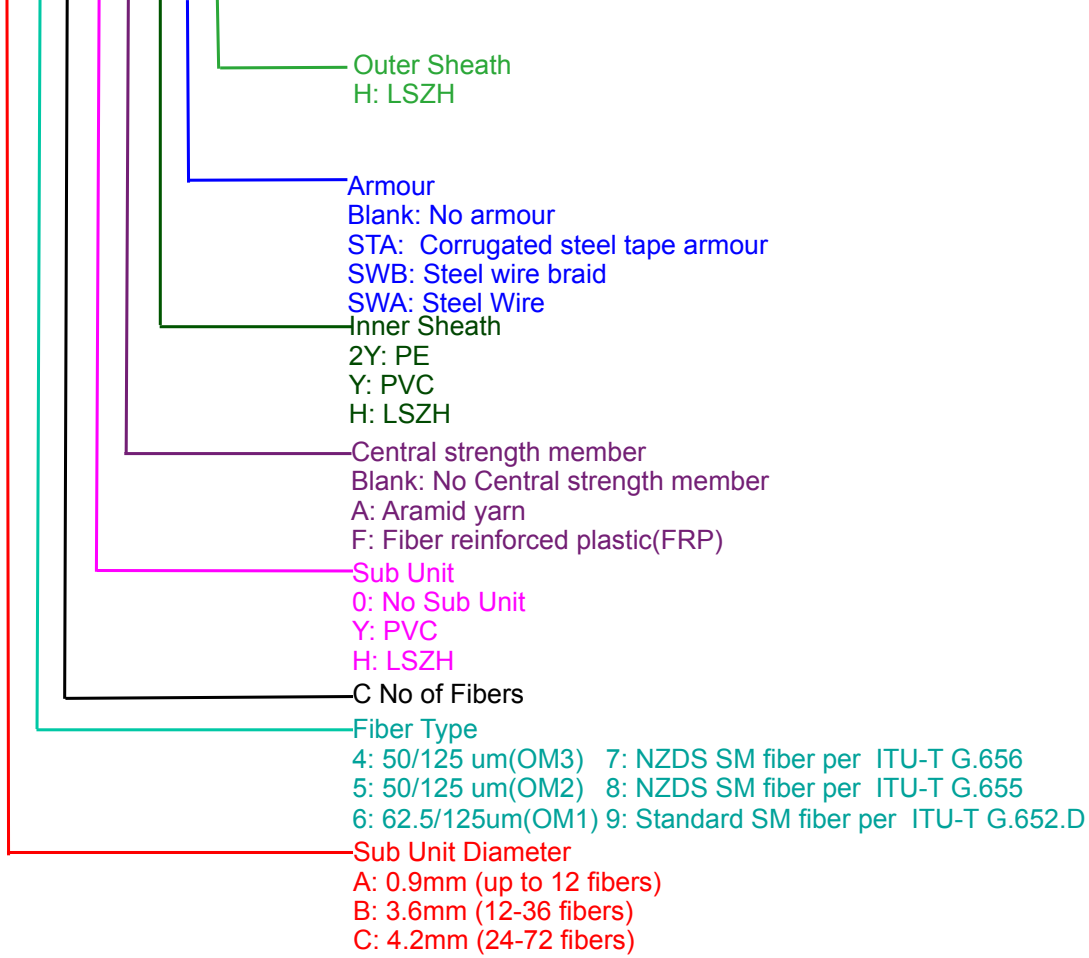 Outer Sheath
H: LSZH
Armour
Blank: No armour
STA:  Corrugated steel tape armour
SWB: Steel wire braid
SWA: Steel Wire
Inner Sheath
2Y: PE
Y: PVC
H: LSZH
Central strength member
Blank: No Central strength member
A: Aramid yarn
F: Fiber reinforced plastic(FRP)
Sub Unit
0: No Sub Unit
Y: PVC
H: LSZH
C No of Fibers
Fiber Type
4: 50/125 um(OM3)   7: NZDS SM fiber per  ITU-T G.656
5: 50/125 um(OM2)   8: NZDS SM fiber per  ITU-T G.655
6: 62.5/125um(OM1) 9: Standard SM fiber per  ITU-T G.652.D
Sub Unit Diameter
A: 0.9mm (up to 12 fibers)
B: 3.6mm (12-36 fibers)
C: 4.2mm (24-72 fibers)